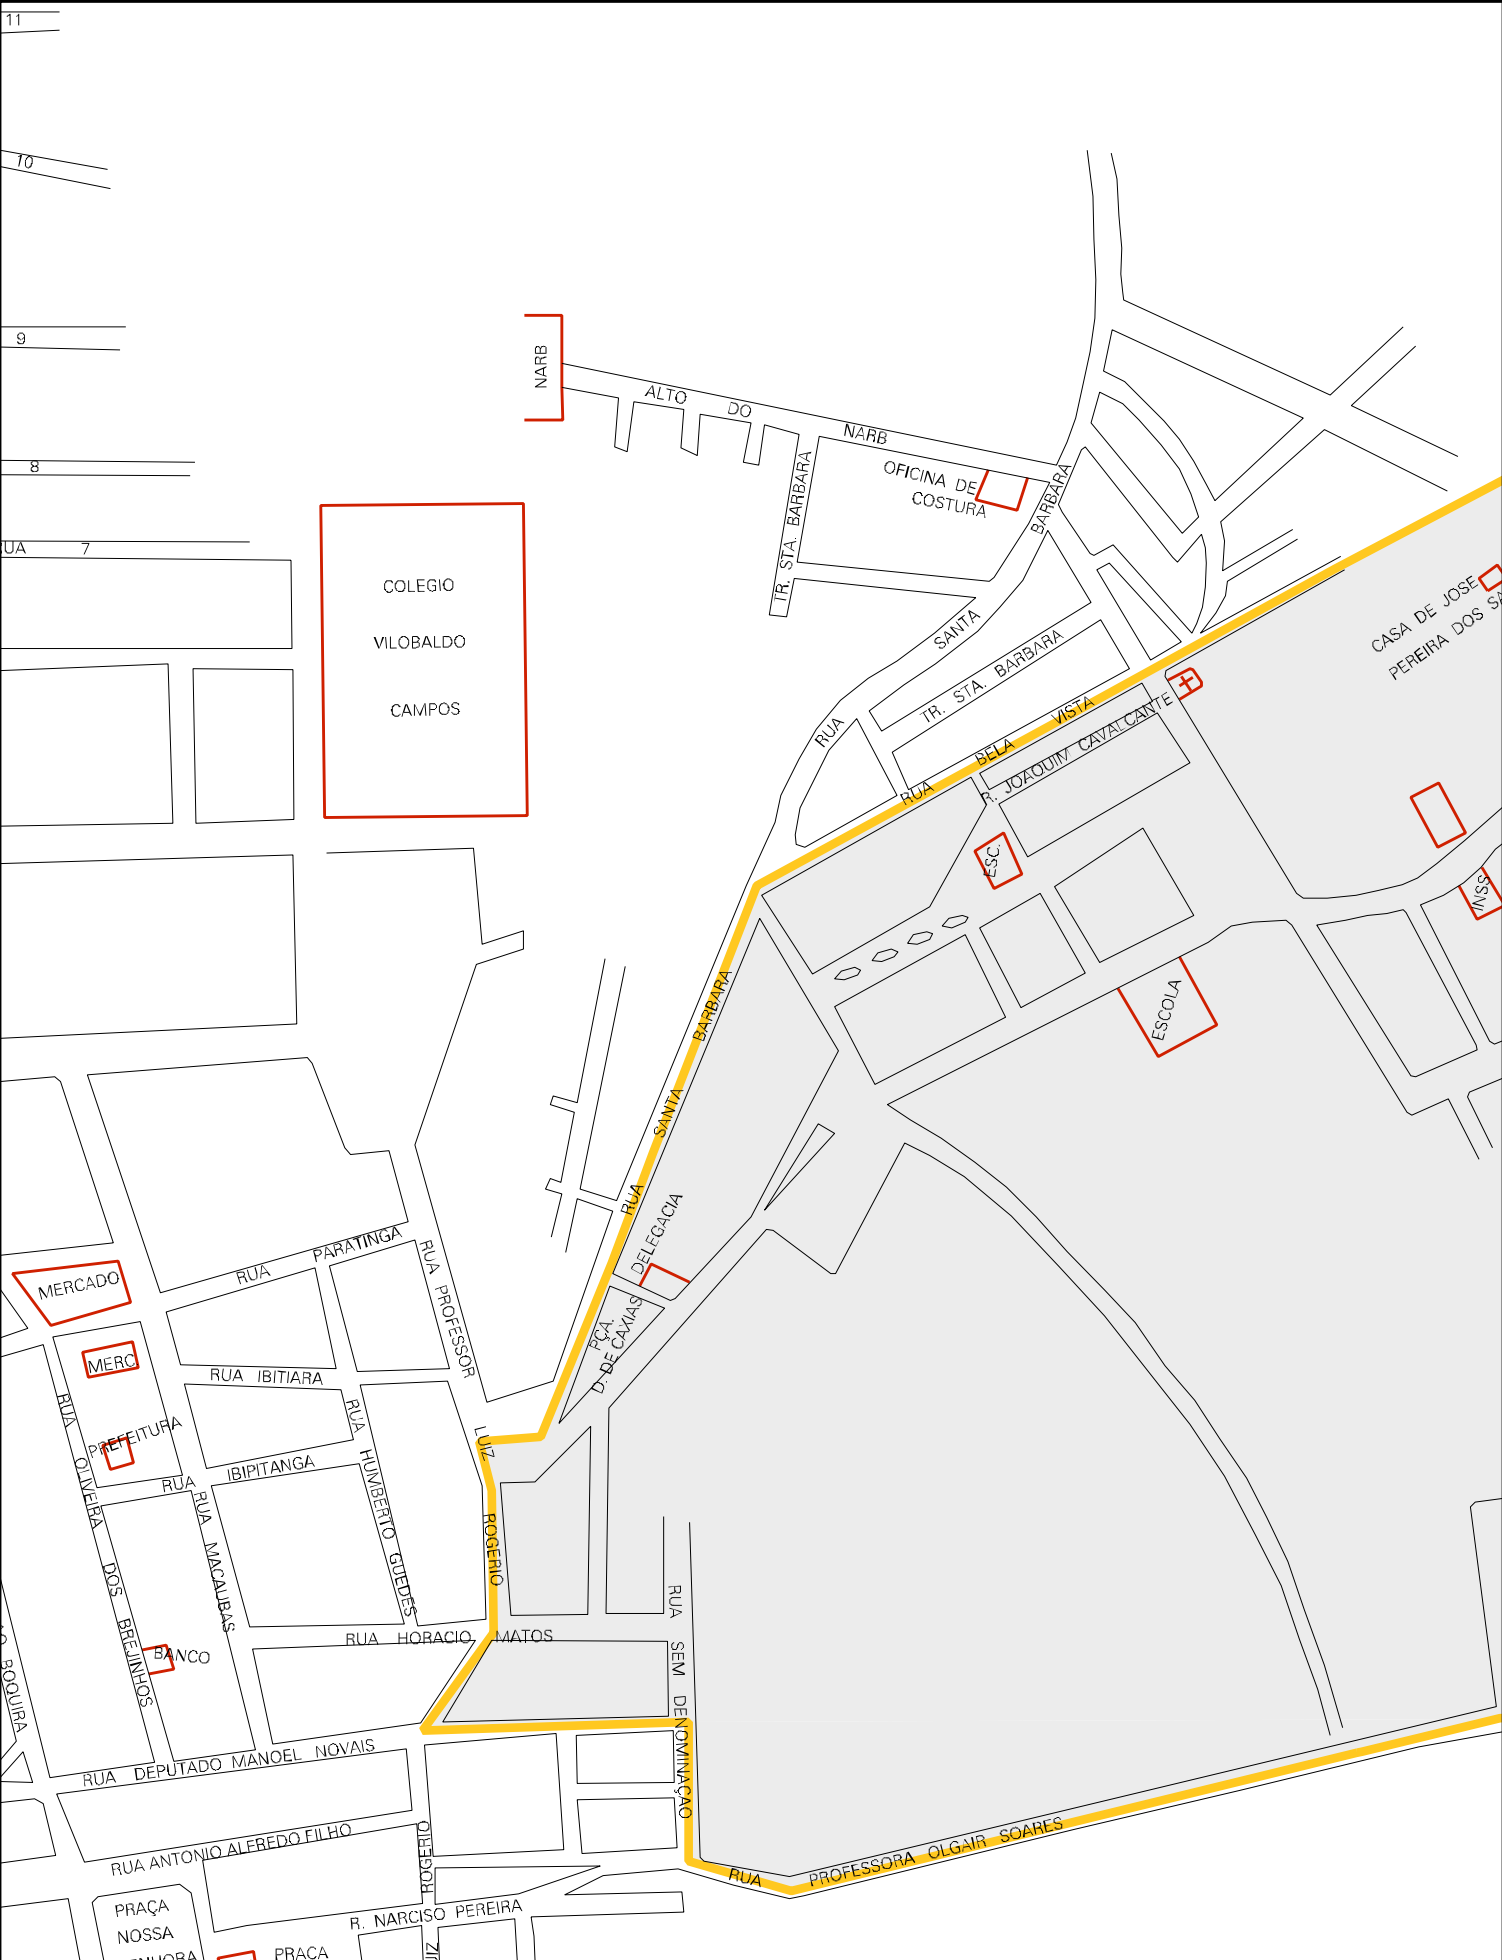 11
10
9
8
7
NARB
ALTO DO NARB
OFICINA DE
COSTURA
TR. STA. BARBARA
RUA SANTA BARBARA
TR. STA. BARBARA
RUA BELA VISTA
R. JOAQUIM CAVALCANTE
CASA DE JOSE
PEREIRA DOS
COLEGIO
VILOBALDO
CAMPOS
ESC.
INSS
ESCOLA
RUA SANTA BARBARA
DELEGACIA
PÇA.
D. DE CAXIAS
MERCADO
MERC
PREFEITURA
BANCO
RUA PARATINGA
RUA IBITIARA
RUA IBIPITANGA
RUA PROFESSOR LUIZ ROGERIO
RUA HUMBERTO GUEDES
RUA MACAUBAS
RUA OLIVEIRA DOS BREJINHOS
BOQUIRA
RUA HORACIO MATOS
RUA SEM DENOMINAÇAO
RUA DEPUTADO MANOEL NOVAIS
RUA ANTONIO ALFREDO FILHO
ROGERIO
R. NARCISO PEREIRA
RUA PROFESSORA OLGAIR SOARES
PRAÇA
NOSSA
PRAÇA